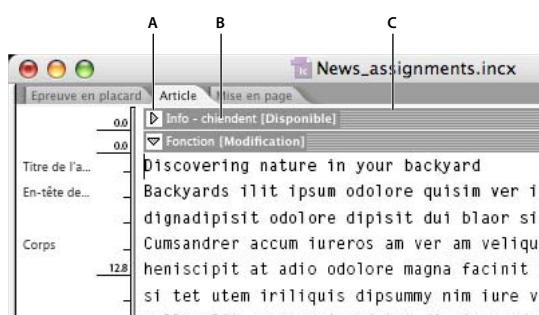 A B C
News_assignments.incx
Epreuve en placard Article Mise en page
0.0 Info - chiendent [Disponible]
0.0 Fonction [Modification]
Titre de l'a... Discovering nature in your backyard
En-tête de... Backyards ilit ipsum odolore quisim ver i
dignadipisit odolore dipisit dui blaor si
Corps Cumsandrer accum iureros am ver am veliqu
12.8 heniscipit at adio odolore magna facinit
si tet utem iriliquis dipsummy nim iure v